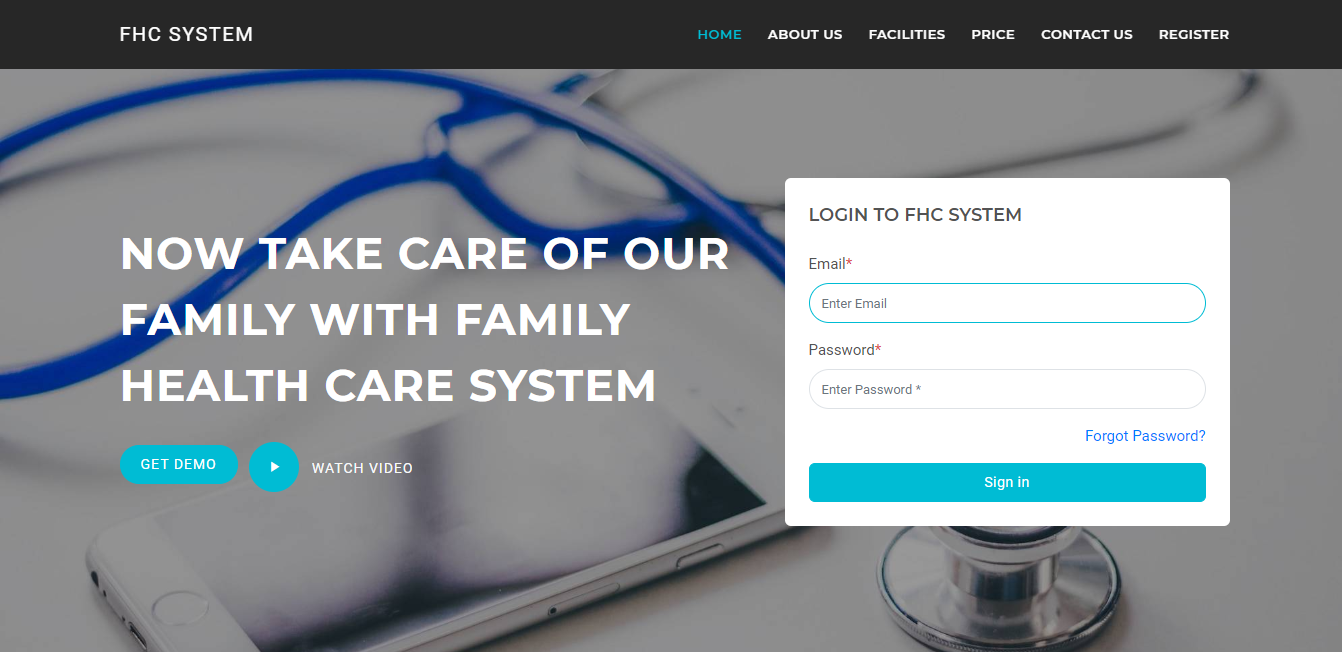 FHC SYSTEM
HOME ABOUT US FACILITIES PRICE CONTACT US REGISTER
NOW TAKE CARE OF OUR
FAMILY WITH FAMILY
HEALTH CARE SYSTEM
GET DEMO
WATCH VIDEO
LOGIN TO FHC SYSTEM
Email*
Enter Email
Password*
Enter Password *
Forgot Password?
Sign in